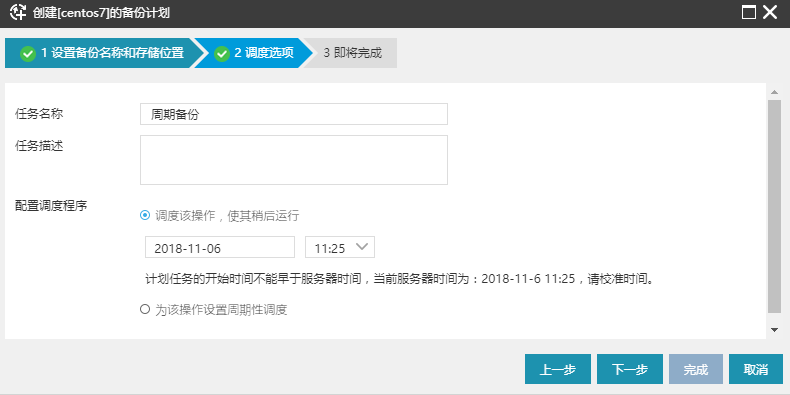 创建[centos7]的备份计划
1 设置备份名称和存储位置 2 调度选项 3 即将完成
任务名称 周期备份
任务描述
配置调度程序 调度该操作，使其稍后运行
2018-11-06 11:25
计划任务的开始时间不能早于服务器时间，当前服务器时间为：2018-11-6 11:25，请校准时间。
为该操作设置周期性调度
上一步 下一步 完成 取消